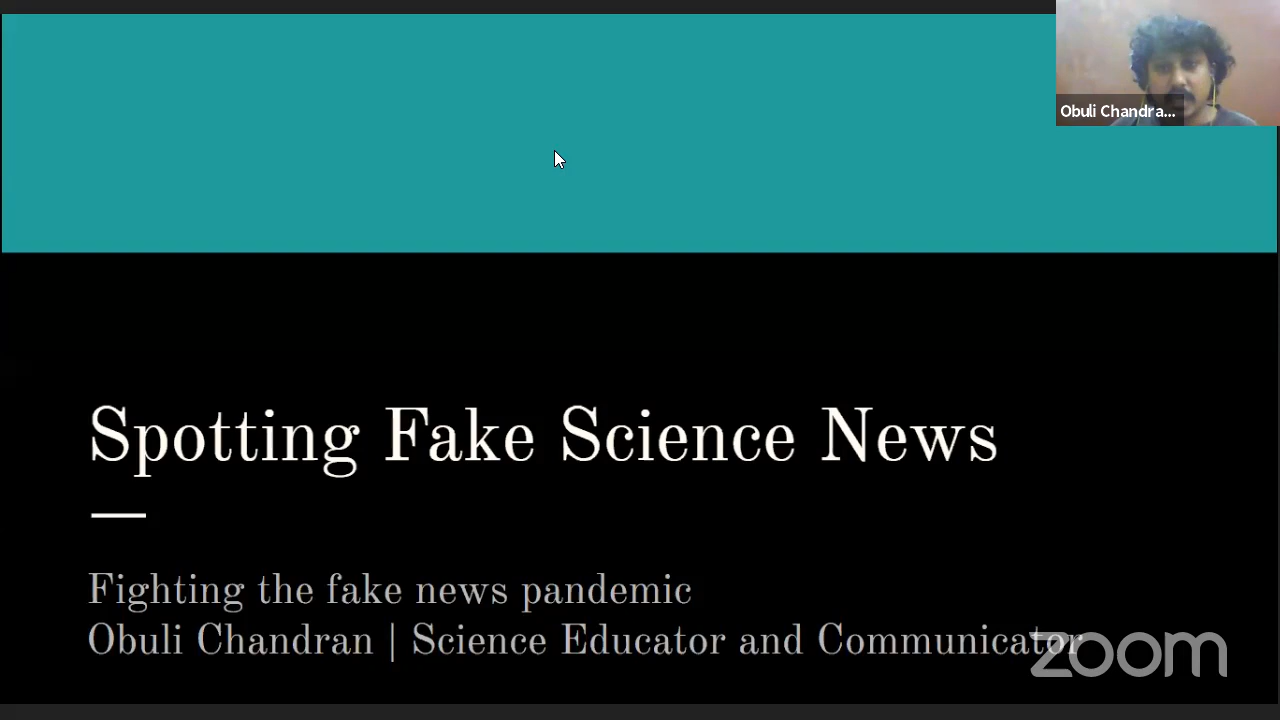 Obuli Chandra...
Spotting Fake Science News
Fighting the fake news pandemic
Obuli Chandran | Science Educator and Communicator
zoom